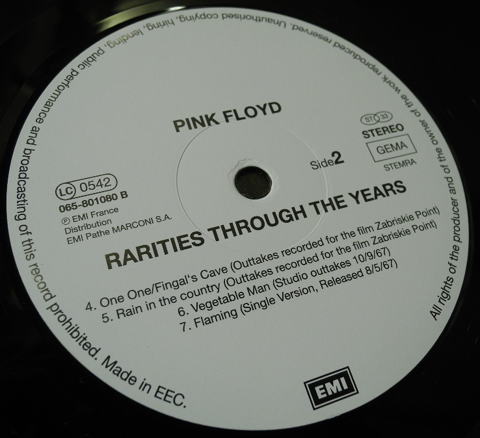 Unauthorised copying, hiring, lending, public performance and broadcasting of this record prohibited. Made in EEC.
All rights of the producer and of the owner of the work reproduced reserved.
PINK FLOYD
ST 33
STEREO
GEMA
STEMRA
Side 2
LC 0542
065-801080 B
℗ EMI France
Distribution
EMI Pathe MARCONI S.A.
RARITIES THROUGH THE YEARS
4. One One/Fingal's Cave (Outtakes recorded for the film Zabriskie Point)
5. Rain in the country (Outtakes recorded for the film Zabriskie Point)
6. Vegetable Man (Studio outtakes 10/9/67)
7. Flaming (Single Version, Released 8/5/67)
EMI